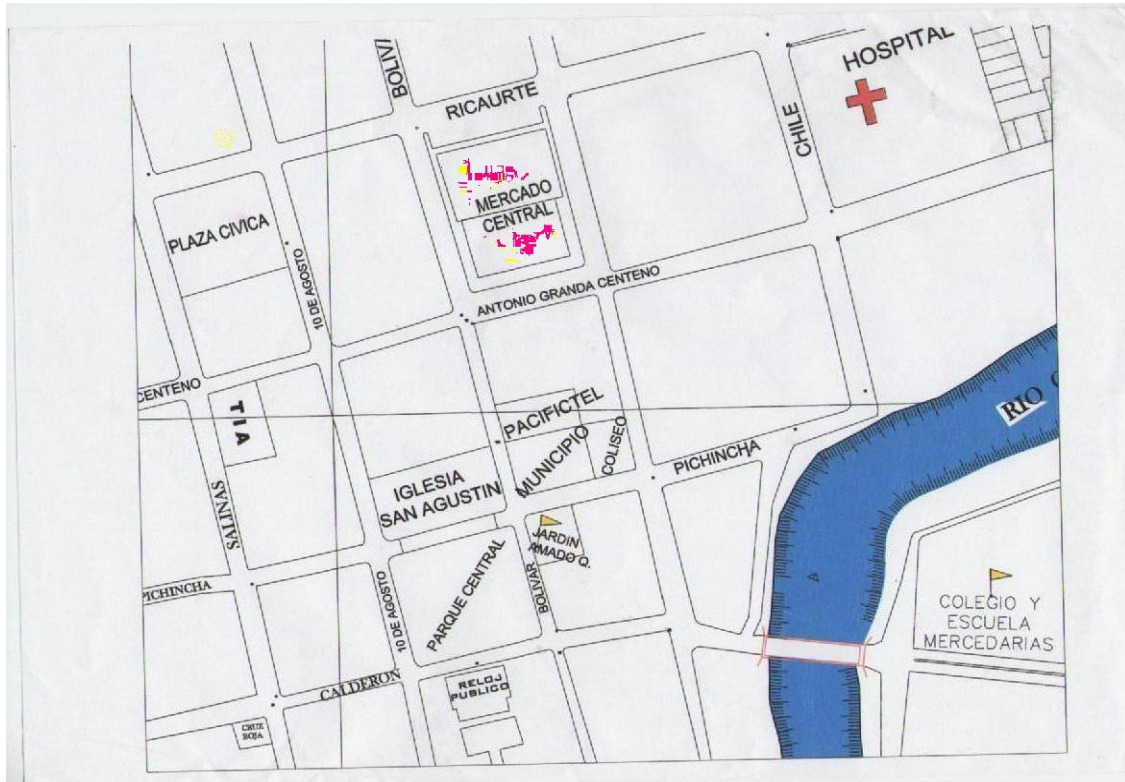 BOLIVI
HOSPITAL
RICAURTE
CHILE
MERCADO
CENTRAL
PLAZA CIVICA
10 DE AGOSTO
ANTONIO GRANDA CENTENO
CENTENO
TIA
PACIFICTEL
MUNICIPIO
COLISEO
RIO
PICHINCHA
IGLESIA
SAN AGUSTIN
SALINAS
JARDIN
AMADO Q.
PARQUE CENTRAL
BOLIVAR
PICHINCHA
10 DE AGOSTO
COLEGIO Y
ESCUELA
MERCEDARIAS
CALDERON
RELOJ
PUBLICO
CRUZ
ROJA